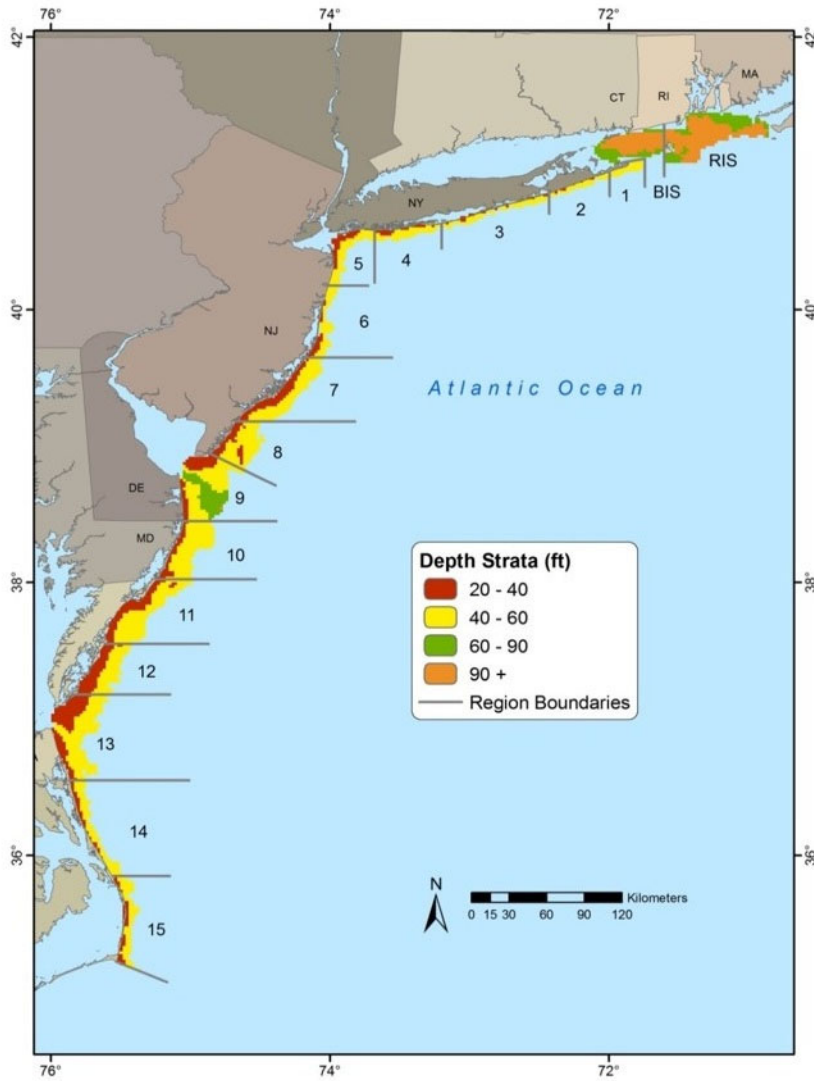 76°
74°
72°
42°
42°
MA
CT
RI
RIS
BIS
NY
1
2
3
4
5
40°
40°
6
NJ
7
Atlantic Ocean
8
9
DE
MD
10
Depth Strata (ft)
20 - 40
40 - 60
60 - 90
90 +
Region Boundaries
38°
38°
11
12
13
14
36°
36°
N
Kilometers
0 15 30 60 90 120
15
76°
74°
72°